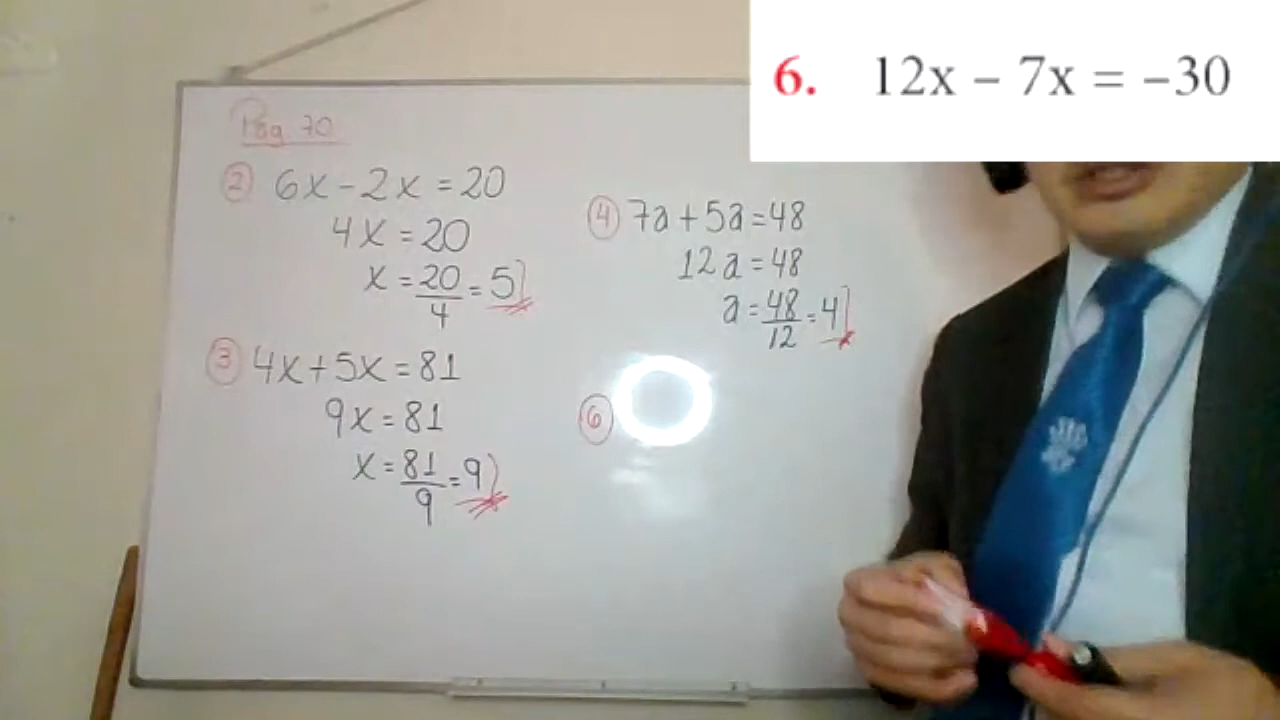 6. 12x – 7x = –30
Pág 70
② 6x - 2x = 20
4x = 20
x = 20/4 = 5
③ 4x + 5x = 81
9x = 81
x = 81/9 = 9
④ 7a + 5a = 48
12a = 48
a = 48/12 = 4
⑥